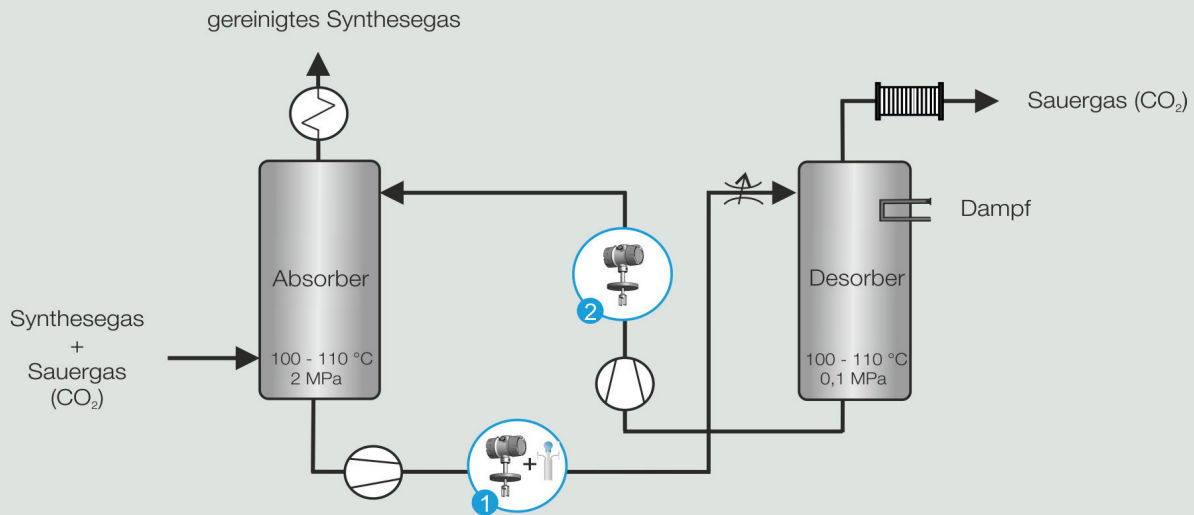 gereinigtes Synthesegas
Sauergas (CO₂)
Dampf
Absorber
Desorber
2
Synthesegas
+
Sauergas
(CO₂)
100 - 110 °C
2 MPa
100 - 110 °C
0,1 MPa
+
1